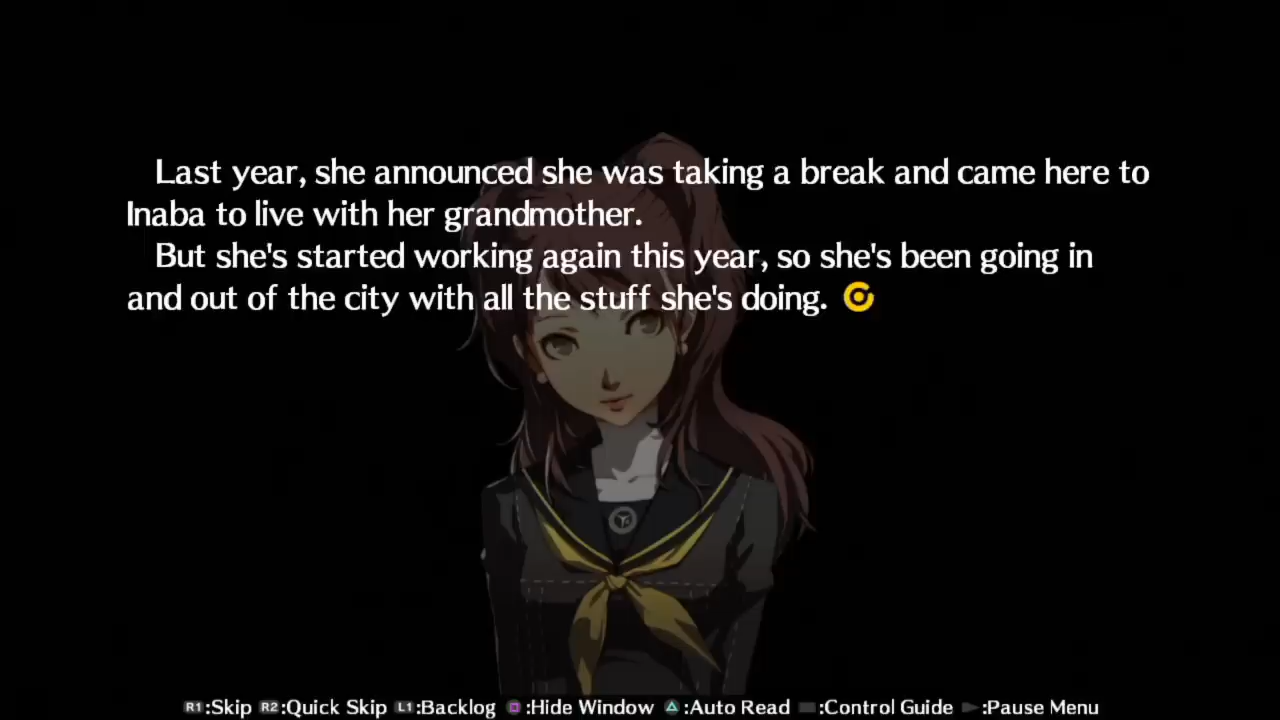 Last year, she announced she was taking a break and came here to
Inaba to live with her grandmother.
But she's started working again this year, so she's been going in
and out of the city with all the stuff she's doing.
R1:Skip R2:Quick Skip L1:Backlog :Hide Window :Auto Read :Control Guide :Pause Menu